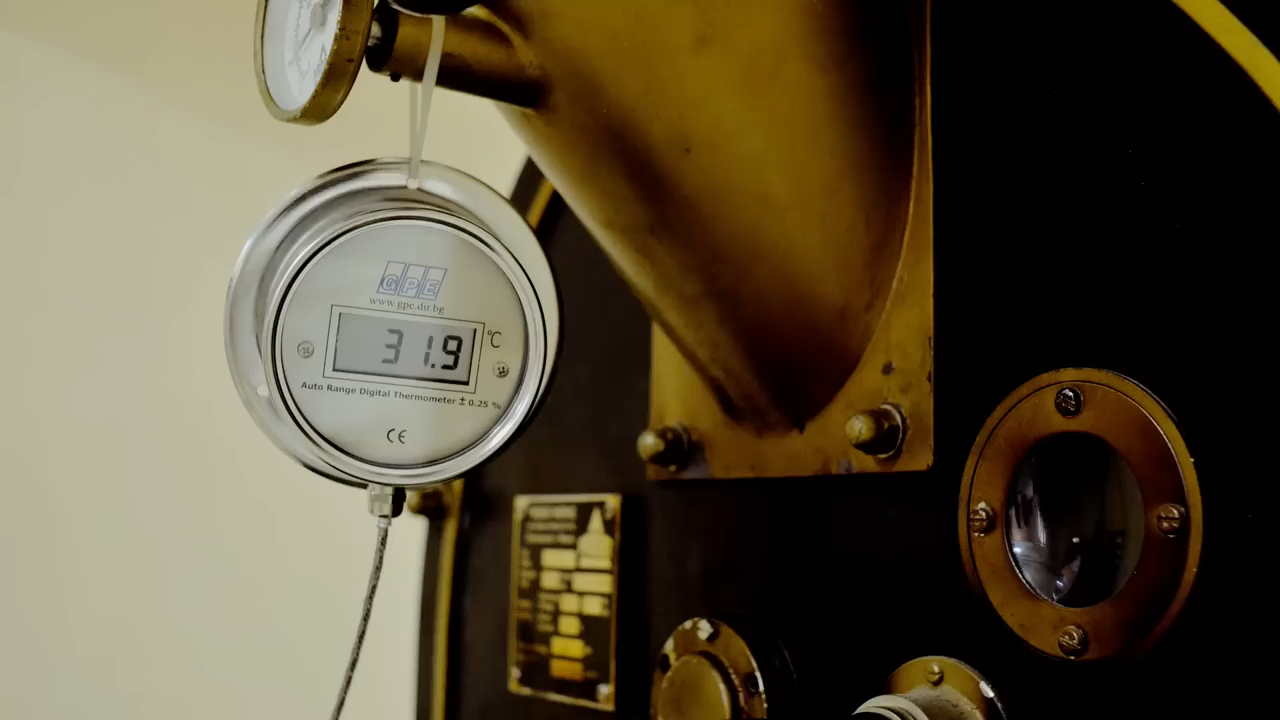 GPE
www.gpe.dir.bg
31.9 °C
Auto Range Digital Thermometer ± 0.25 %
CE